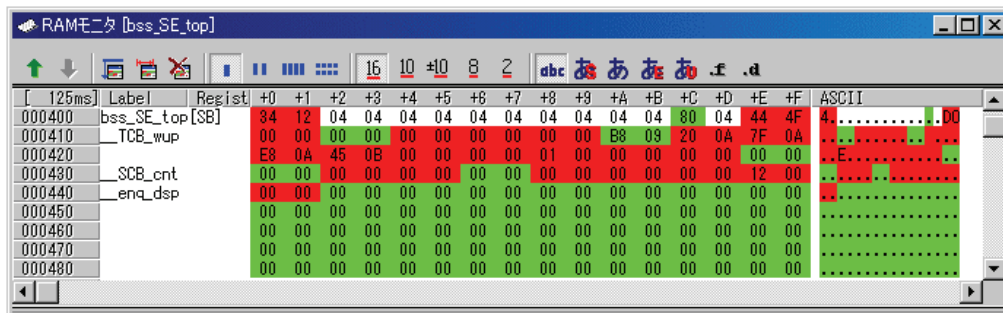 RAMモニタ [bss_SE_top]
16 10 ±10 8 2 abc あS あ あE あU .f .d
[ 125ms] Label Regist +0 +1 +2 +3 +4 +5 +6 +7 +8 +9 +A +B +C +D +E +F ASCII
000400 bss_SE_top[SB] 34 12 04 04 04 04 04 04 04 04 04 04 80 04 44 4F 4.............DO
000410 __TCB_wup 00 00 00 00 00 00 00 00 00 00 B8 09 20 0A 7F 0A ............ ...
000420 E8 0A 45 0B 00 00 00 00 01 00 00 00 00 00 00 00 ..E.............
000430 __SCB_cnt 00 00 00 00 00 00 00 00 00 00 00 00 00 00 12 00 ................
000440 __enq_dsp 00 00 00 00 00 00 00 00 00 00 00 00 00 00 00 00 ................
000450 00 00 00 00 00 00 00 00 00 00 00 00 00 00 00 00 ................
000460 00 00 00 00 00 00 00 00 00 00 00 00 00 00 00 00 ................
000470 00 00 00 00 00 00 00 00 00 00 00 00 00 00 00 00 ................
000480 00 00 00 00 00 00 00 00 00 00 00 00 00 00 00 00 ................